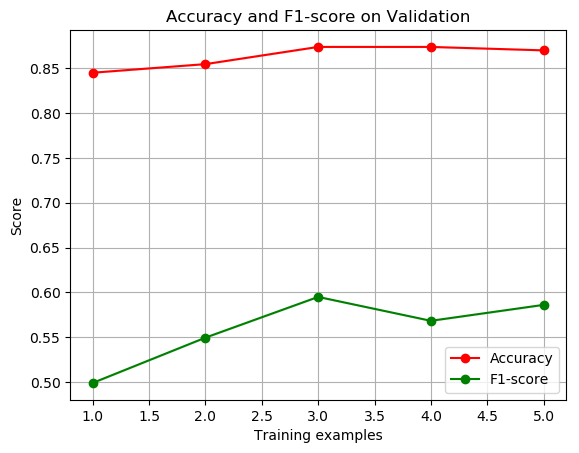 Accuracy and F1-score on Validation
0.85
0.80
0.75
0.70
0.65
0.60
0.55
0.50
Score
1.0 1.5 2.0 2.5 3.0 3.5 4.0 4.5 5.0
Training examples
Accuracy
F1-score